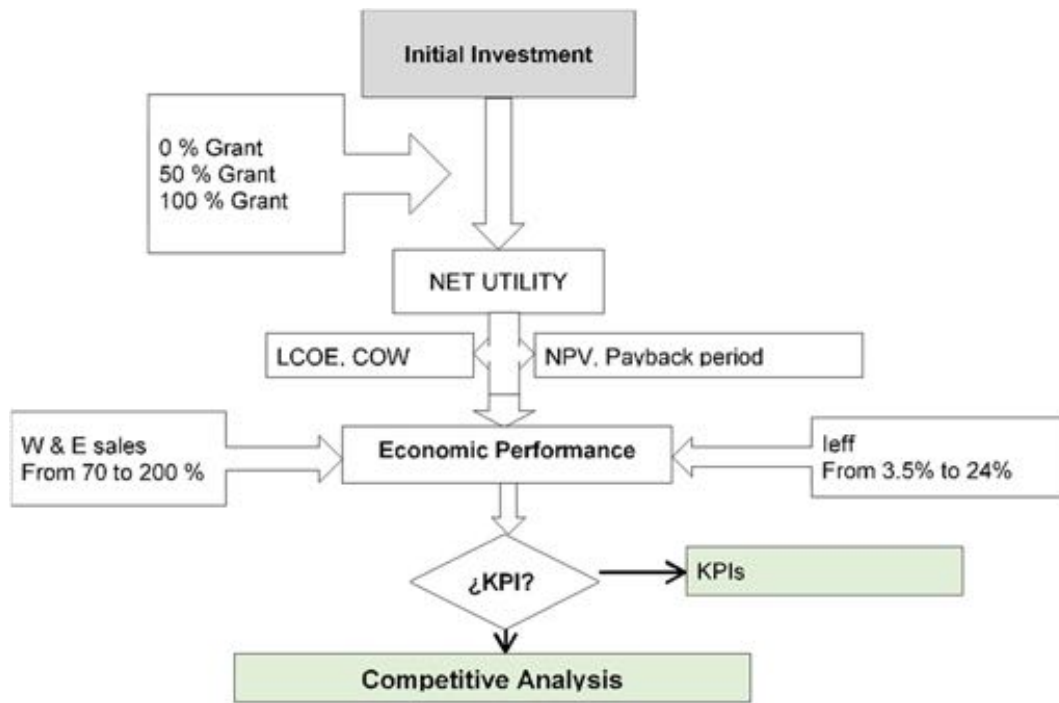 Initial Investment
0 % Grant
50 % Grant
100 % Grant
NET UTILITY
LCOE, COW
NPV, Payback period
W & E sales
From 70 to 200 %
Economic Performance
Ieff
From 3.5% to 24%
¿KPI?
KPIs
Competitive Analysis